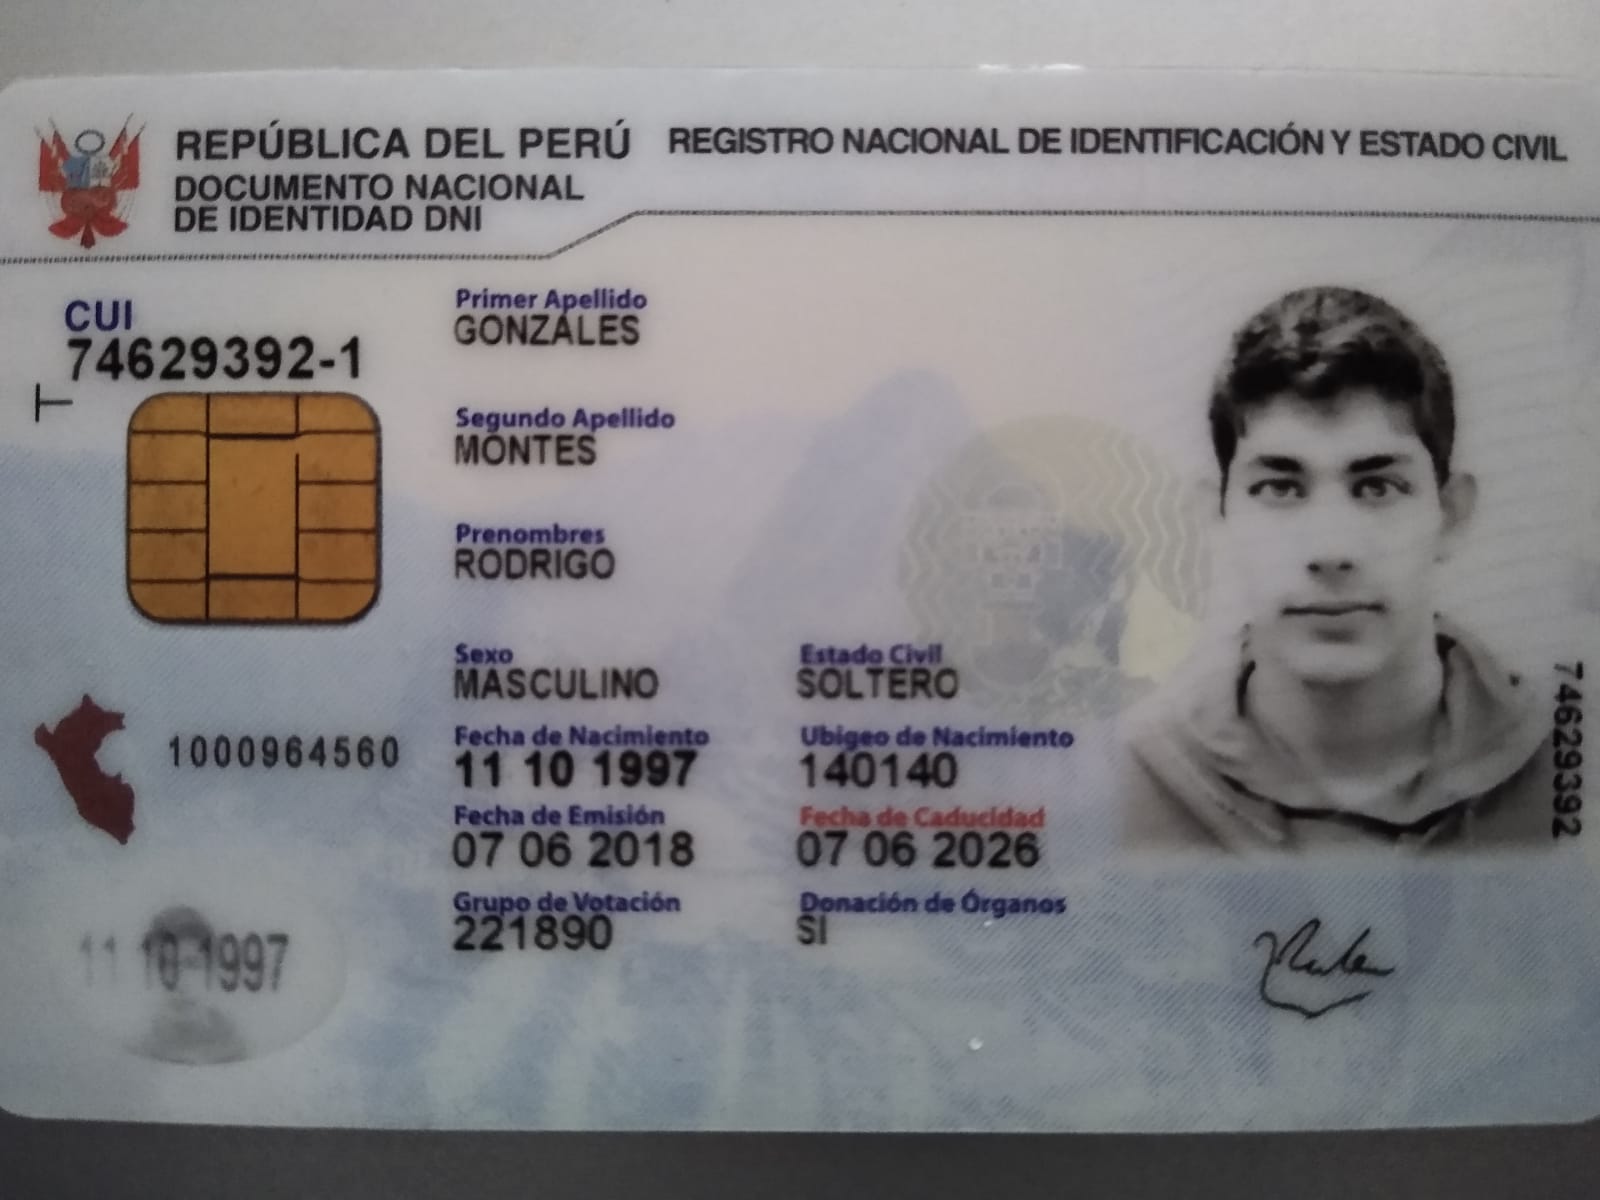 REPÚBLICA DEL PERÚ REGISTRO NACIONAL DE IDENTIFICACIÓN Y ESTADO CIVIL
DOCUMENTO NACIONAL
DE IDENTIDAD DNI
CUI
74629392-1
T
Primer Apellido
GONZALES
Segundo Apellido
MONTES
Prenombres
RODRIGO
Sexo
MASCULINO
Estado Civil
SOLTERO
Fecha de Nacimiento
11 10 1997
Ubigeo de Nacimiento
140140
Fecha de Emisión
07 06 2018
Fecha de Caducidad
07 06 2026
Grupo de Votación
221890
Donación de Órganos
SI
1000964560
11 10-1997
74629392